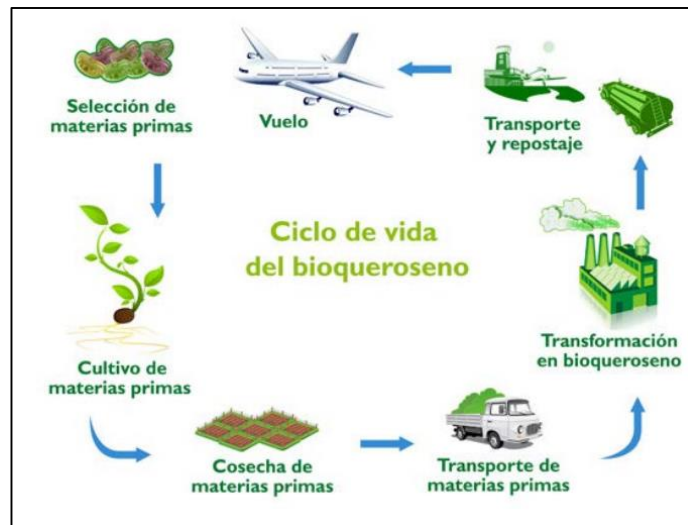 Selección de
materias primas
Vuelo
Transporte
y repostaje
Ciclo de vida
del bioqueroseno
Transformación
en bioqueroseno
Cultivo de
materias primas
Cosecha de
materias primas
Transporte de
materias primas